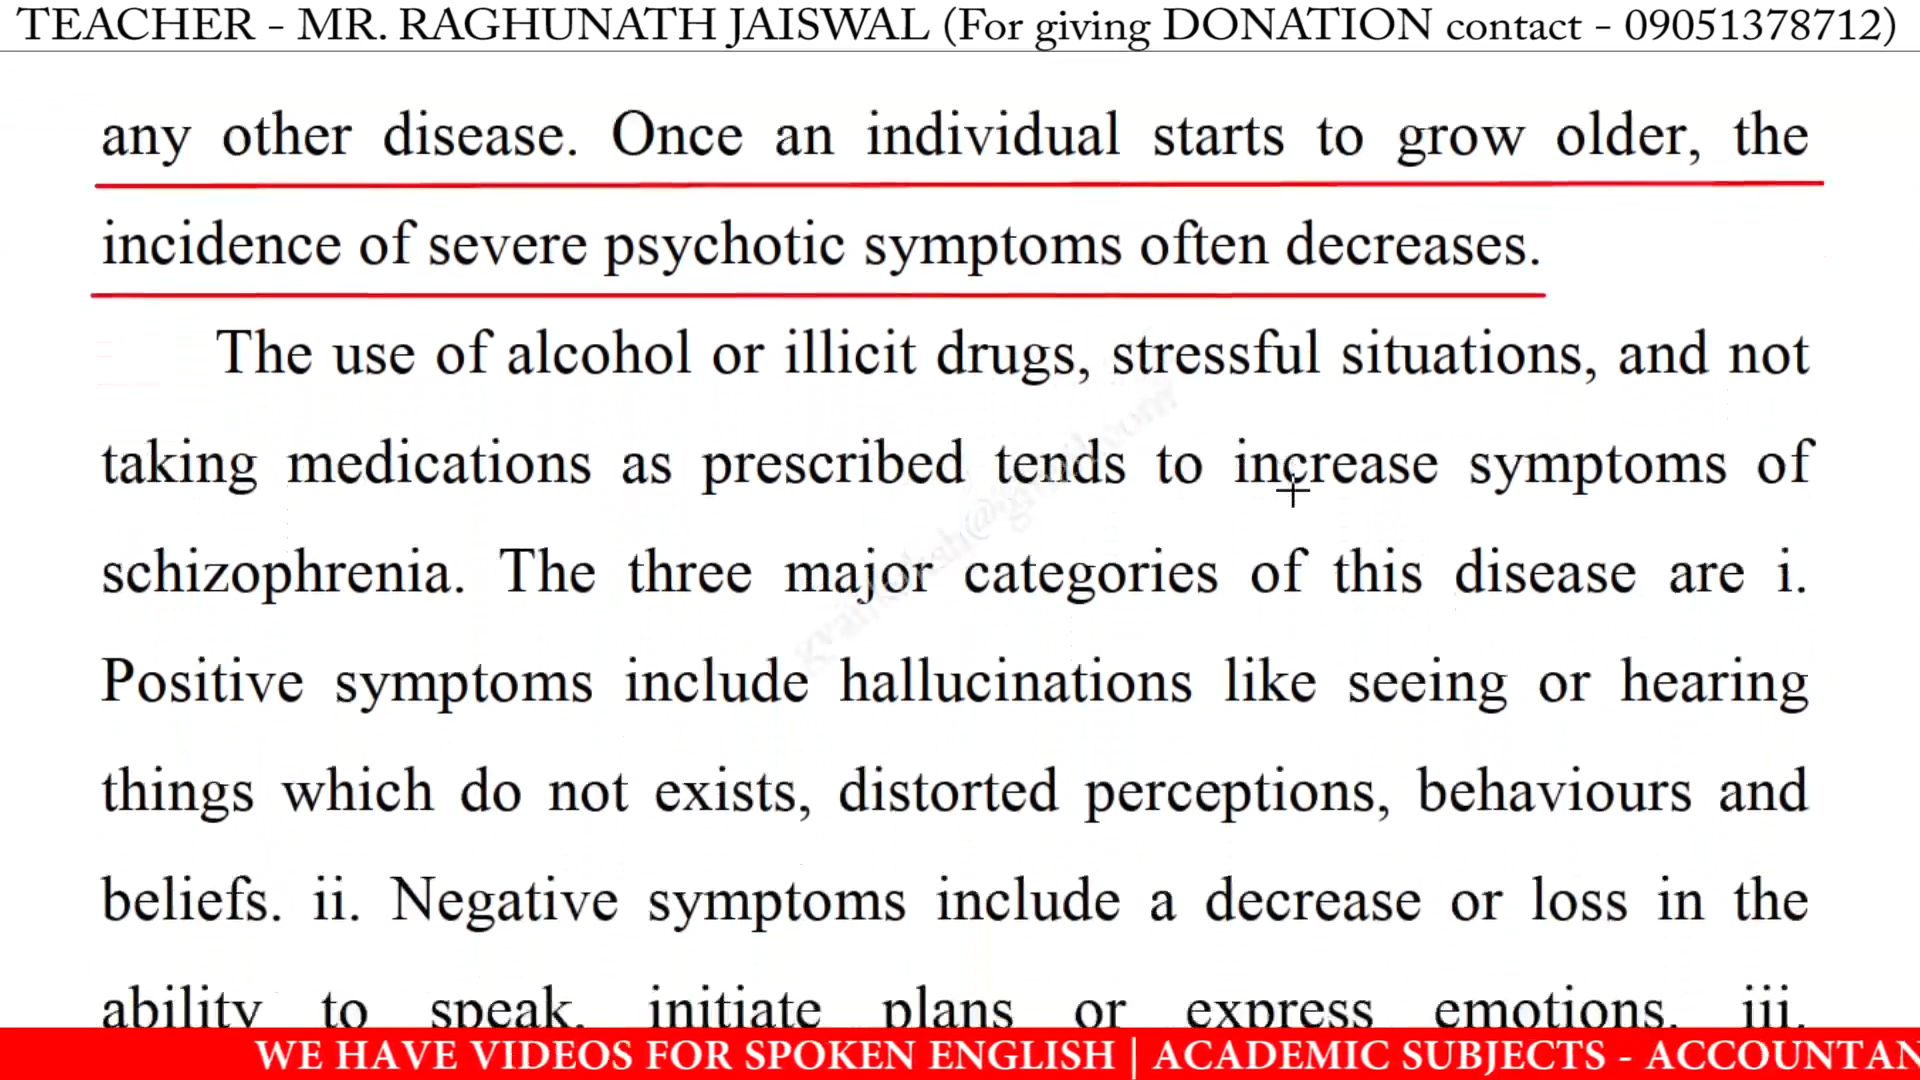 TEACHER - MR. RAGHUNATH JAISWAL (For giving DONATION contact - 09051378712)
any other disease. Once an individual starts to grow older, the
incidence of severe psychotic symptoms often decreases.
The use of alcohol or illicit drugs, stressful situations, and not
taking medications as prescribed tends to increase symptoms of
schizophrenia. The three major categories of this disease are i.
Positive symptoms include hallucinations like seeing or hearing
things which do not exists, distorted perceptions, behaviours and
beliefs. ii. Negative symptoms include a decrease or loss in the
ability to speak, initiate plans or express emotions. iii.
WE HAVE VIDEOS FOR SPOKEN ENGLISH | ACADEMIC SUBJECTS - ACCOUNTAN